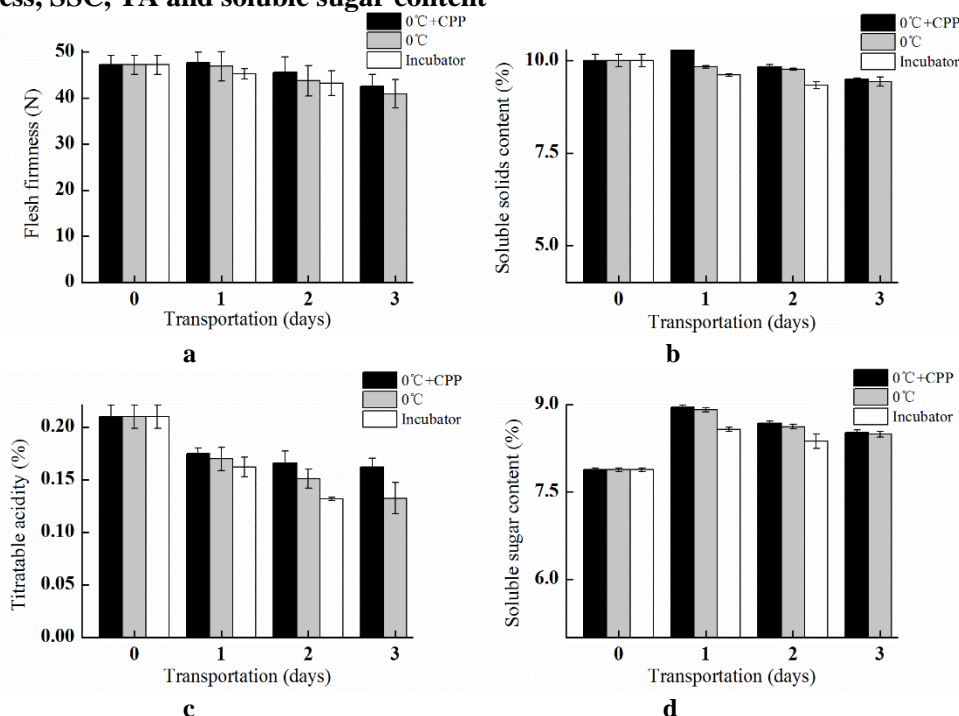 ess, SSC, TA and soluble sugar content
0℃+CPP
0℃
Incubator
50
40
30
20
10
0
Flesh firmness (N)
0 1 2 3
Transportation (days)
a
0℃+CPP
0℃
Incubator
10.0
7.5
5.0
Soluble solids content (%)
0 1 2 3
Transportation (days)
b
0℃+CPP
0℃
Incubator
0.20
0.15
0.10
0.05
0.00
Titratable acidity (%)
0 1 2 3
Transportation (days)
c
0℃+CPP
0℃
Incubator
9.0
7.5
6.0
Soluble sugar content (%)
0 1 2 3
Transportation (days)
d